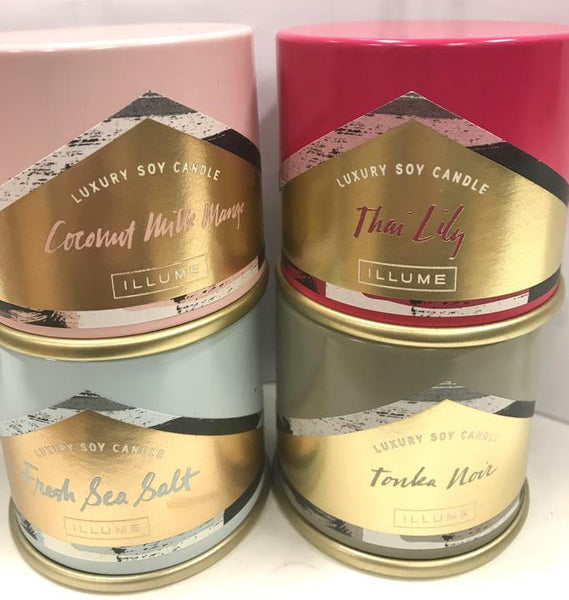 LUXURY SOY CANDLE
Coconut Milk Mango
ILLUME
LUXURY SOY CANDLE
Thai Lily
ILLUME
LUXURY SOY CANDLE
Fresh Sea Salt
ILLUME
LUXURY SOY CANDLE
Tonka Noir
ILLUME